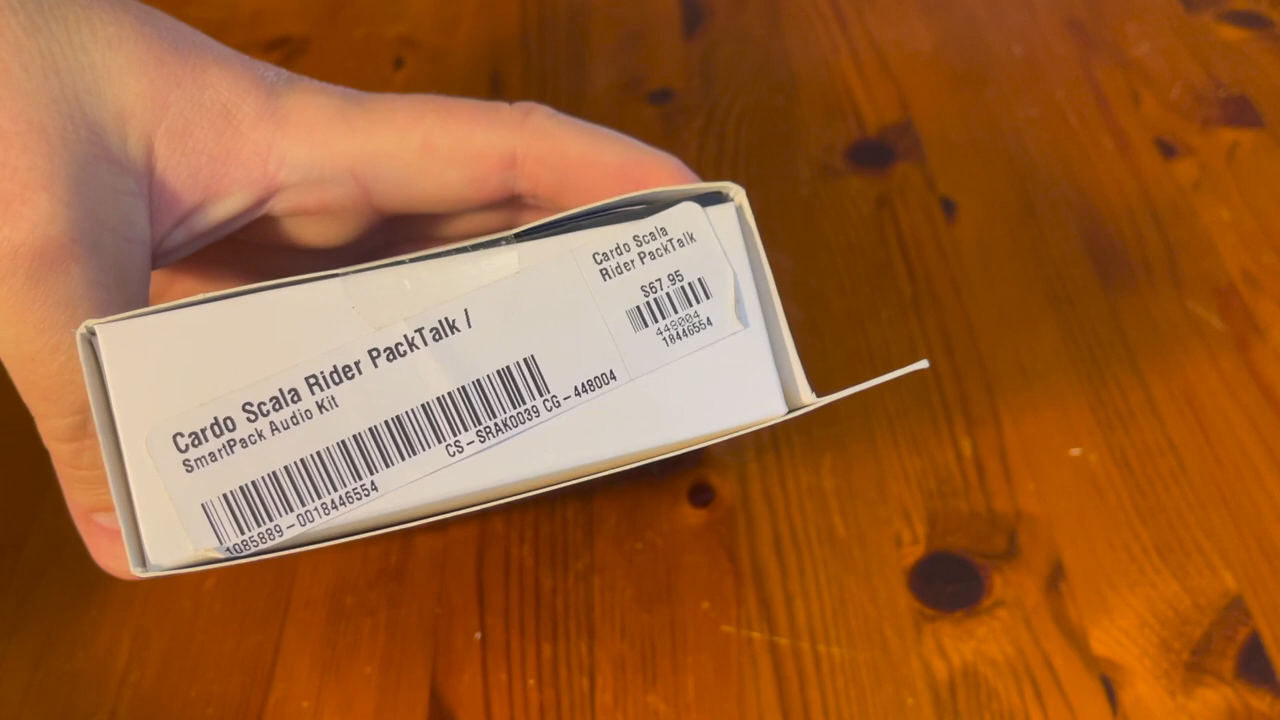 Cardo Scala Rider PackTalk /
SmartPack Audio Kit
1085889-0018446554
CS-SRAK0039 CG-448004
Cardo Scala
Rider PackTalk
$67.95
448004
18446554